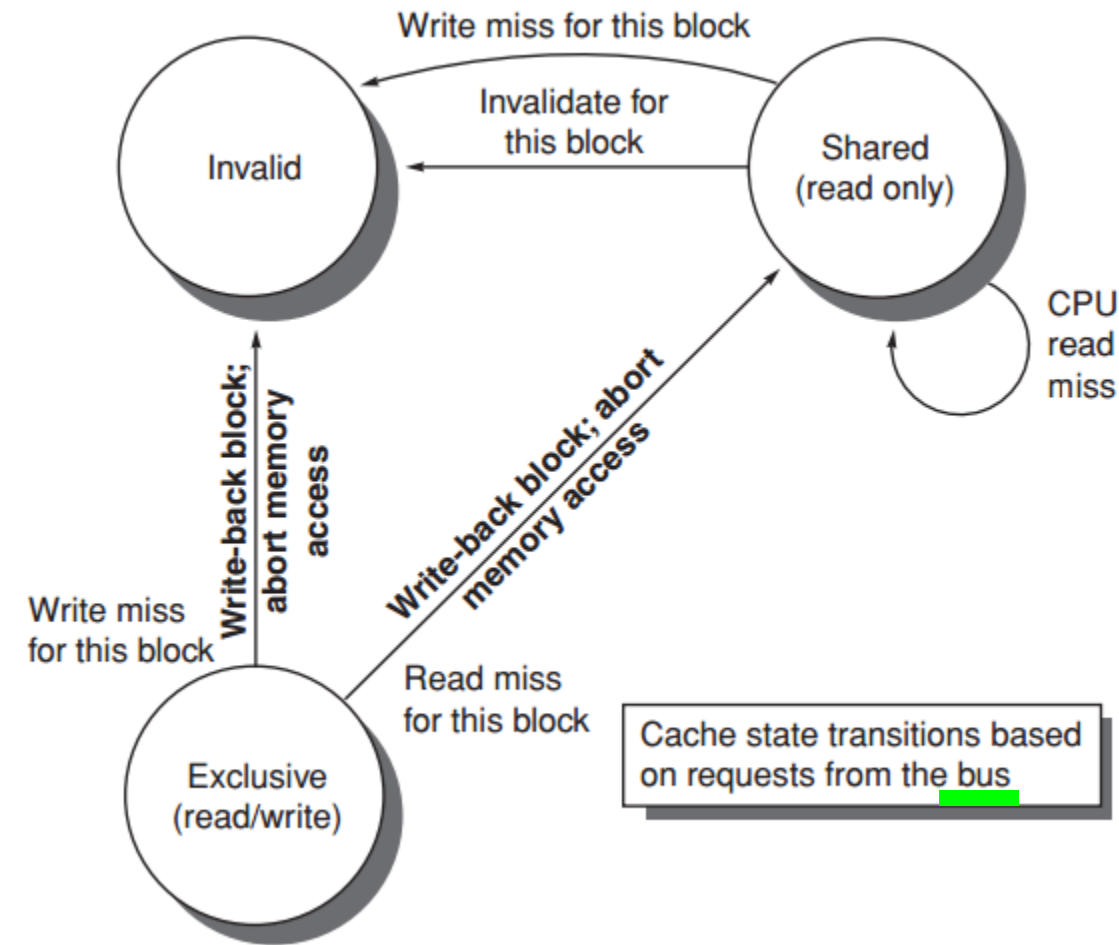 Write miss for this block
Invalidate for
this block
Invalid
Shared
(read only)
CPU
read
miss
Write-back block;
abort memory
access
Write-back block; abort
memory access
Write miss
for this block
Read miss
for this block
Exclusive
(read/write)
Cache state transitions based
on requests from the bus